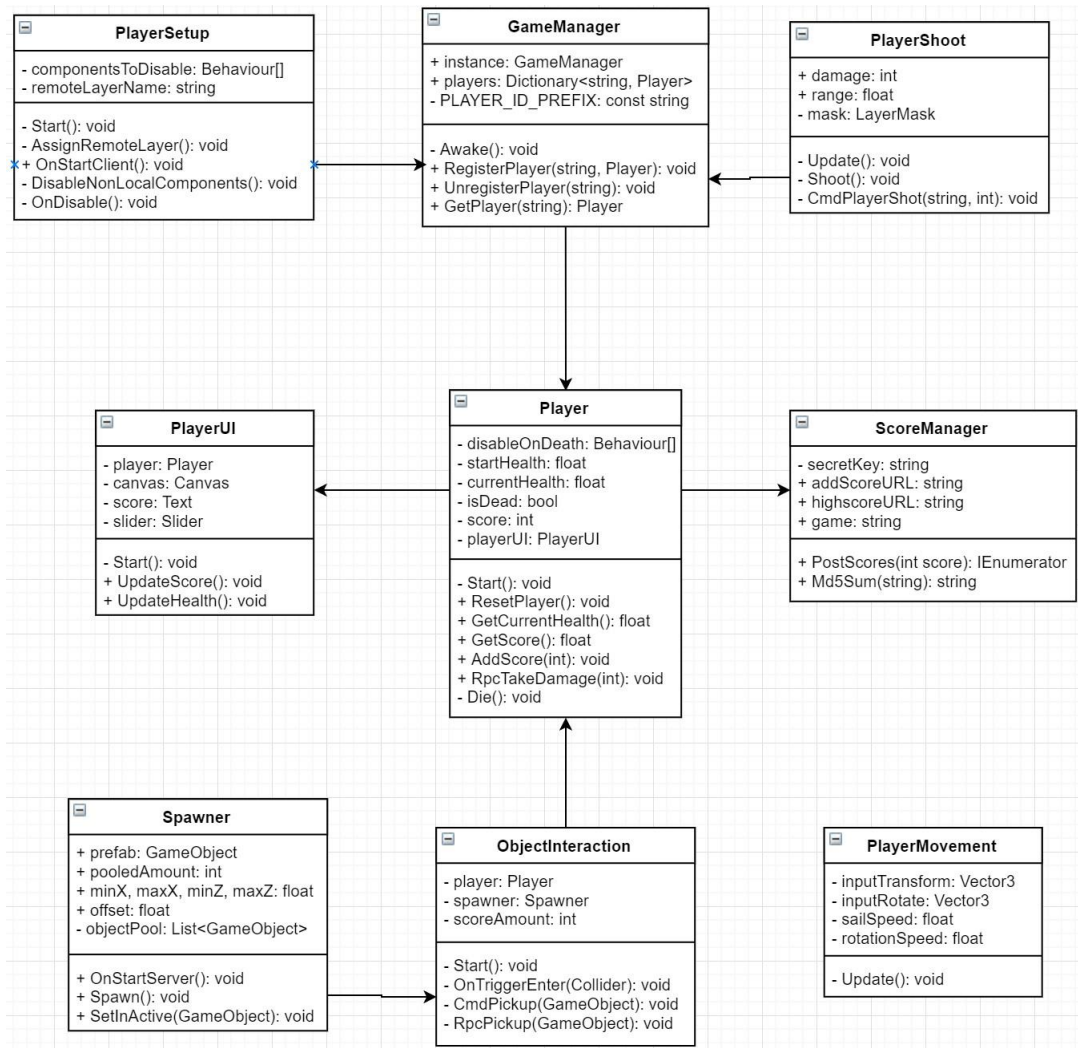 PlayerSetup
- componentsToDisable: Behaviour[]
- remoteLayerName: string
- Start(): void
- AssignRemoteLayer(): void
+ OnStartClient(): void
- DisableNonLocalComponents(): void
- OnDisable(): void
GameManager
+ instance: GameManager
+ players: Dictionary<string, Player>
- PLAYER_ID_PREFIX: const string
- Awake(): void
+ RegisterPlayer(string, Player): void
+ UnregisterPlayer(string): void
+ GetPlayer(string): Player
PlayerShoot
+ damage: int
+ range: float
- mask: LayerMask
- Update(): void
- Shoot(): void
- CmdPlayerShot(string, int): void
PlayerUI
- player: Player
- canvas: Canvas
- score: Text
- slider: Slider
- Start(): void
+ UpdateScore(): void
+ UpdateHealth(): void
Player
- disableOnDeath: Behaviour[]
- startHealth: float
- currentHealth: float
- isDead: bool
- score: int
- playerUI: PlayerUI
- Start(): void
+ ResetPlayer(): void
+ GetCurrentHealth(): float
+ GetScore(): float
+ AddScore(int): void
+ RpcTakeDamage(int): void
- Die(): void
ScoreManager
- secretKey: string
+ addScoreURL: string
+ highscoreURL: string
+ game: string
+ PostScores(int score): IEnumerator
+ Md5Sum(string): string
Spawner
+ prefab: GameObject
+ pooledAmount: int
+ minX, maxX, minZ, maxZ: float
+ offset: float
- objectPool: List<GameObject>
+ OnStartServer(): void
+ Spawn(): void
+ SetInActive(GameObject): void
ObjectInteraction
- player: Player
- spawner: Spawner
- scoreAmount: int
- Start(): void
- OnTriggerEnter(Collider): void
- CmdPickup(GameObject): void
- RpcPickup(GameObject): void
PlayerMovement
- inputTransform: Vector3
- inputRotate: Vector3
- sailSpeed: float
- rotationSpeed: float
- Update(): void